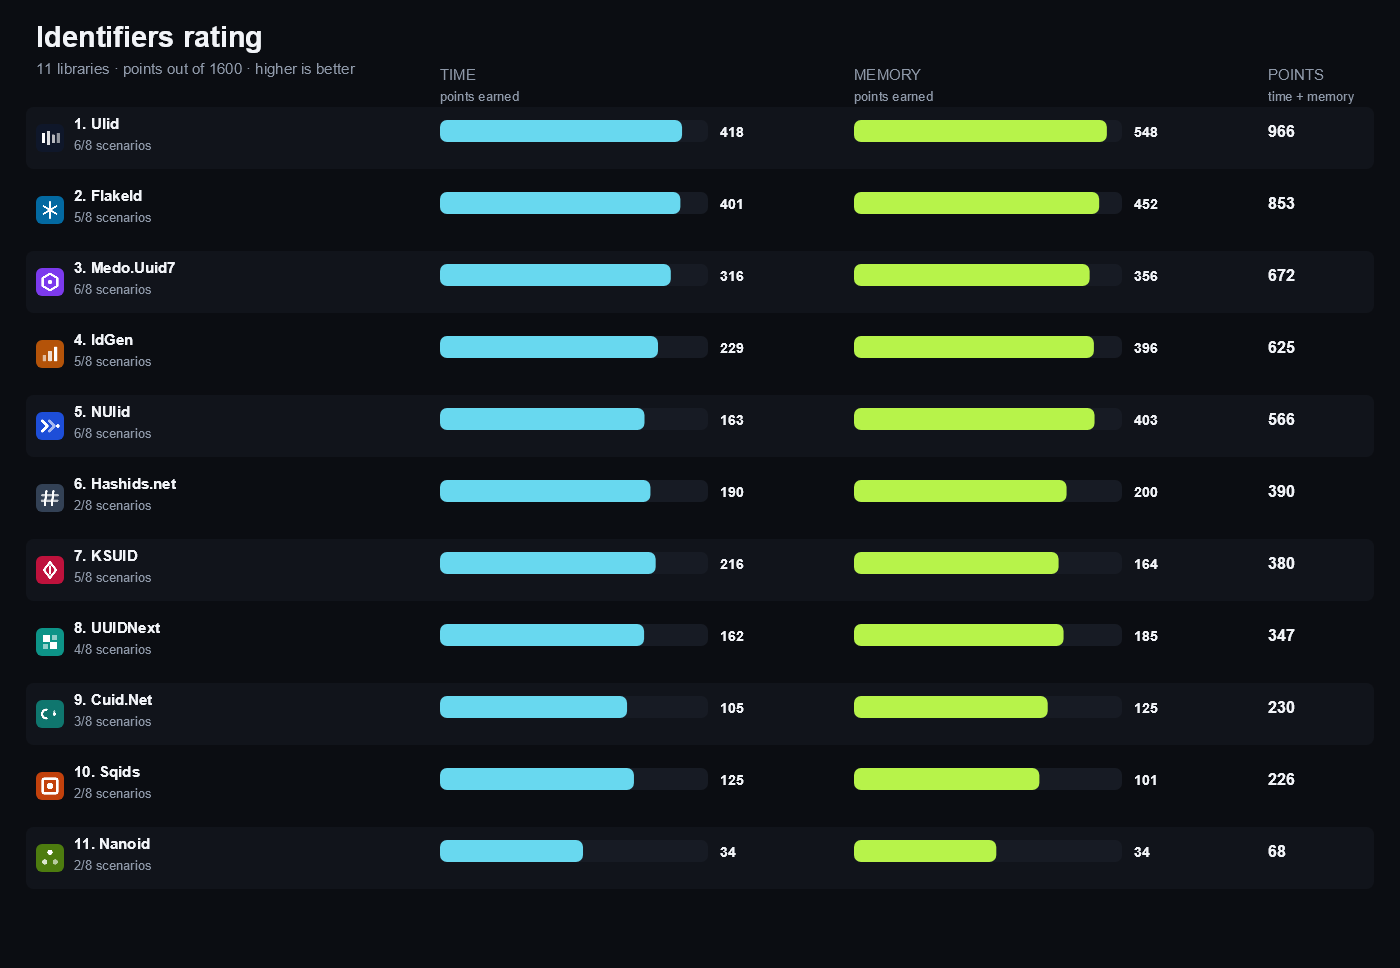 Identifiers rating
11 libraries · points out of 1600 · higher is better
TIME
points earned
MEMORY
points earned
POINTS
time + memory
1. Ulid
6/8 scenarios
418
548
966
2. FlakeId
5/8 scenarios
401
452
853
3. Medo.Uuid7
6/8 scenarios
316
356
672
4. IdGen
5/8 scenarios
229
396
625
5. NUlid
6/8 scenarios
163
403
566
6. Hashids.net
2/8 scenarios
190
200
390
7. KSUID
5/8 scenarios
216
164
380
8. UUIDNext
4/8 scenarios
162
185
347
9. Cuid.Net
3/8 scenarios
105
125
230
10. Sqids
2/8 scenarios
125
101
226
11. Nanoid
2/8 scenarios
34
34
68